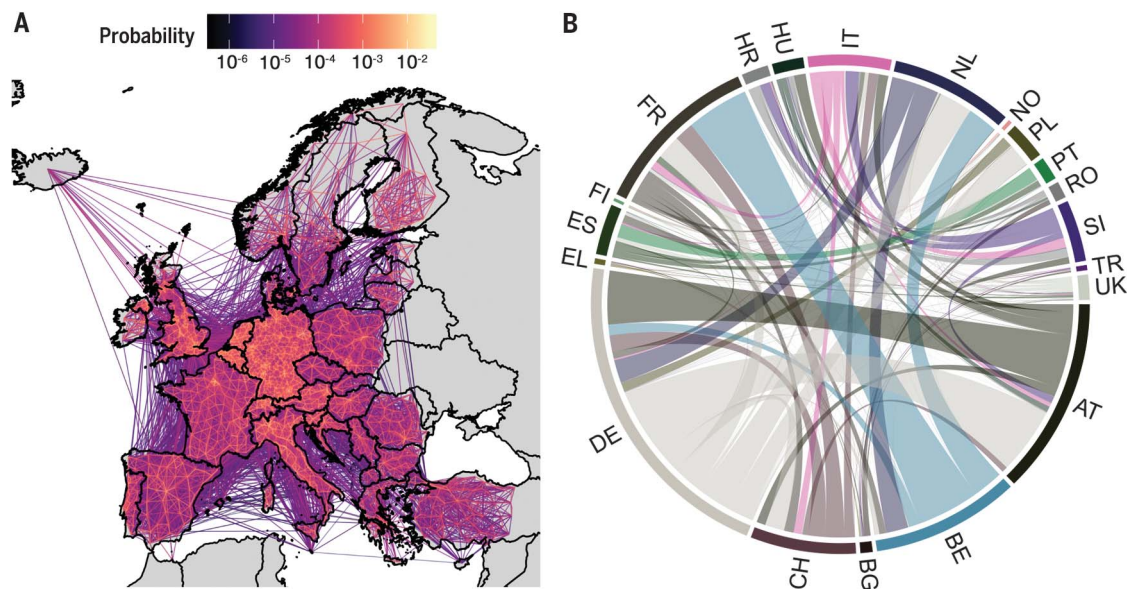 A
Probability
10-6 10-5 10-4 10-3 10-2
B
HR
HU
IT
NL
NO
PL
PT
RO
SI
TR
UK
AT
BE
BG
CH
DE
EL
ES
FI
FR